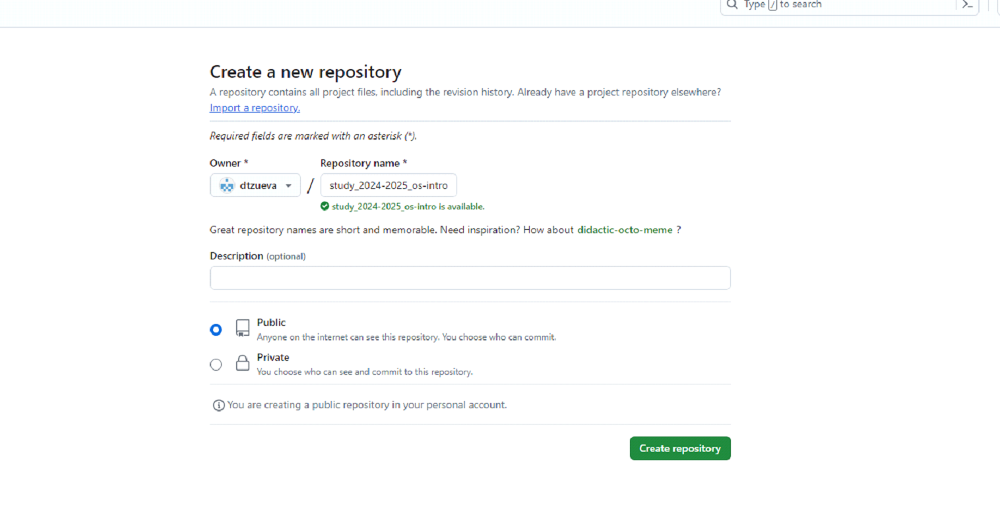 Type / to search
Create a new repository
A repository contains all project files, including the revision history. Already have a project repository elsewhere?
Import a repository.
Required fields are marked with an asterisk (*).
Owner *
Repository name *
dtzueva
/
study_2024-2025_os-intro
study_2024-2025_os-intro is available.
Great repository names are short and memorable. Need inspiration? How about didactic-octo-meme ?
Description (optional)
Public
Anyone on the internet can see this repository. You choose who can commit.
Private
You choose who can see and commit to this repository.
You are creating a public repository in your personal account.
Create repository